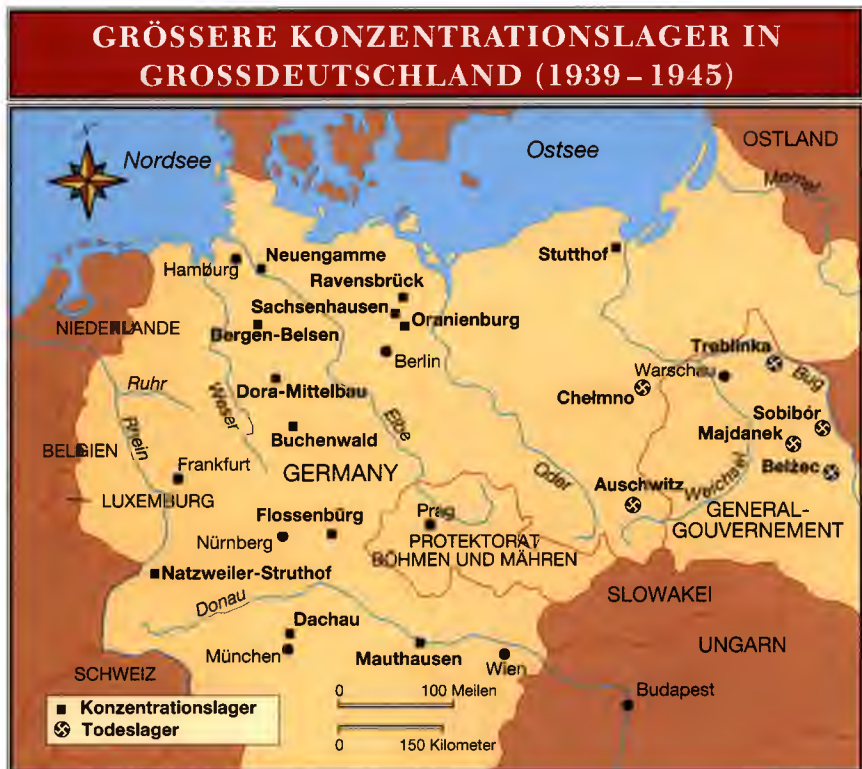 GRÖSSERE KONZENTRATIONSLAGER IN
GROSSDEUTSCHLAND (1939–1945)
N
Nordsee
Ostsee
OSTLAND
Memel
Hamburg
Neuengamme
Stutthof
Ravensbrück
Sachsenhausen
Oranienburg
NIEDERLANDE
Bergen-Belsen
Berlin
Treblinka
Warschau
Bug
Ruhr
Weser
Dora-Mittelbau
Elbe
Chełmno
Sobibór
Rhein
Buchenwald
Majdanek
BELGIEN
Frankfurt
GERMANY
Oder
Bełżec
LUXEMBURG
Auschwitz
Weichawl
GENERAL-
GOUVERNEMENT
Flossenbürg
Prag
Nürnberg
PROTEKTORAT
BÖHMEN UND MÄHREN
Natzweiler-Struthof
SLOWAKEI
Donau
Dachau
UNGARN
München
Mauthausen
Wien
SCHWEIZ
Budapest
0 100 Meilen
0 150 Kilometer
Konzentrationslager
Todeslager